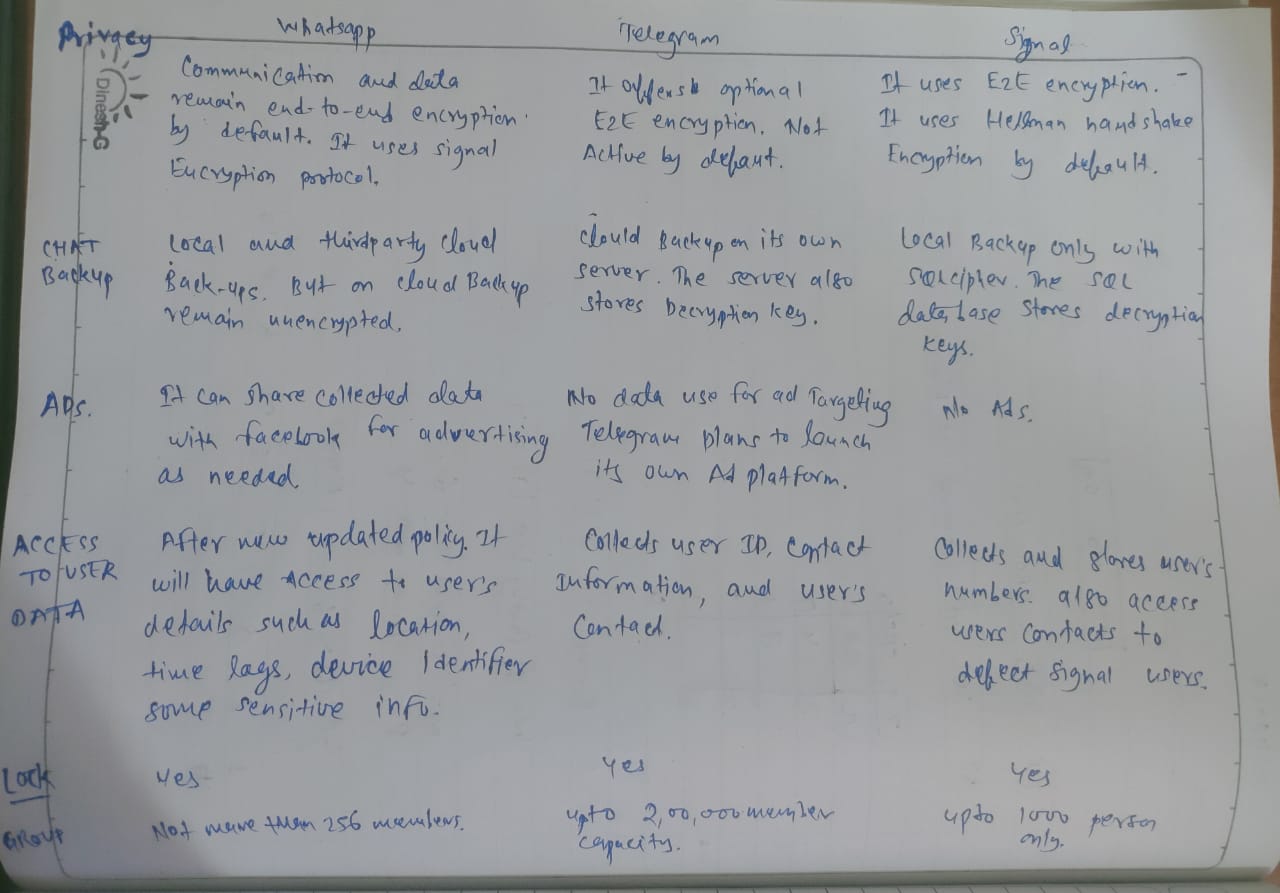 Privacy Whatsapp Telegram Signal
Dinesh-G
Communication and data
remain end-to-end encryption.
by default. It uses signal
Encryption protocol.
It offers optional
E2E encryption. Not
Active by defaut.
It uses E2E encryption.
It uses Hellman handshake
Encryption by default.
CHAT
Backup
Local and thirdparty cloud
Back-ups. But on cloud Backup
remain unencrypted.
Clould Backup on its own
server. The server also
stores Decryption key.
Local Backup only with
SQLcipher. The SQL
database stores decryption
keys.
ADS.
It can share collected data
with facebook for advertising
as needed
No data use for ad Targeting
Telegram plans to launch
its own Ad platform.
No Ads.
ACCESS
TO USER
DATA
After new updated policy. It
will have Access to user's
details such as location,
time lags, device Identifier
some sensitive info.
Collects user ID, Contact
Information, and user's
Contact.
Collects and stores user's
numbers. also access
users contacts to
detect signal users.
Lock
Yes
Yes
Yes
GROUP
Not more than 256 members.
upto 2,00,000 member
capacity.
upto 1000 person
only.